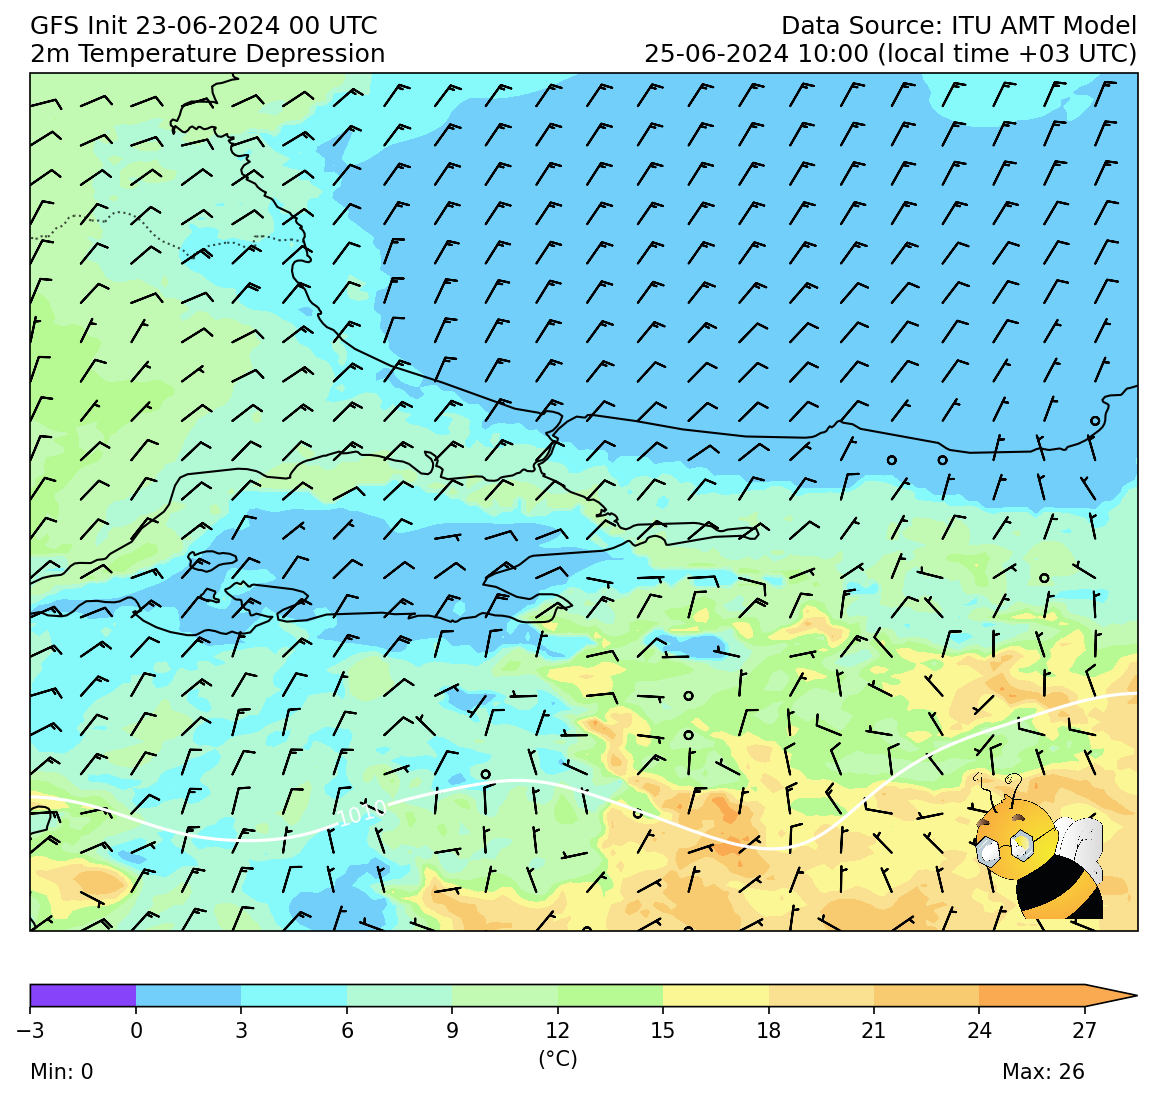 GFS Init 23-06-2024 00 UTC
Data Source: ITU AMT Model
2m Temperature Depression
25-06-2024 10:00 (local time +03 UTC)
1010
−3 0 3 6 9 12 15 18 21 24 27
(°C)
Min: 0
Max: 26